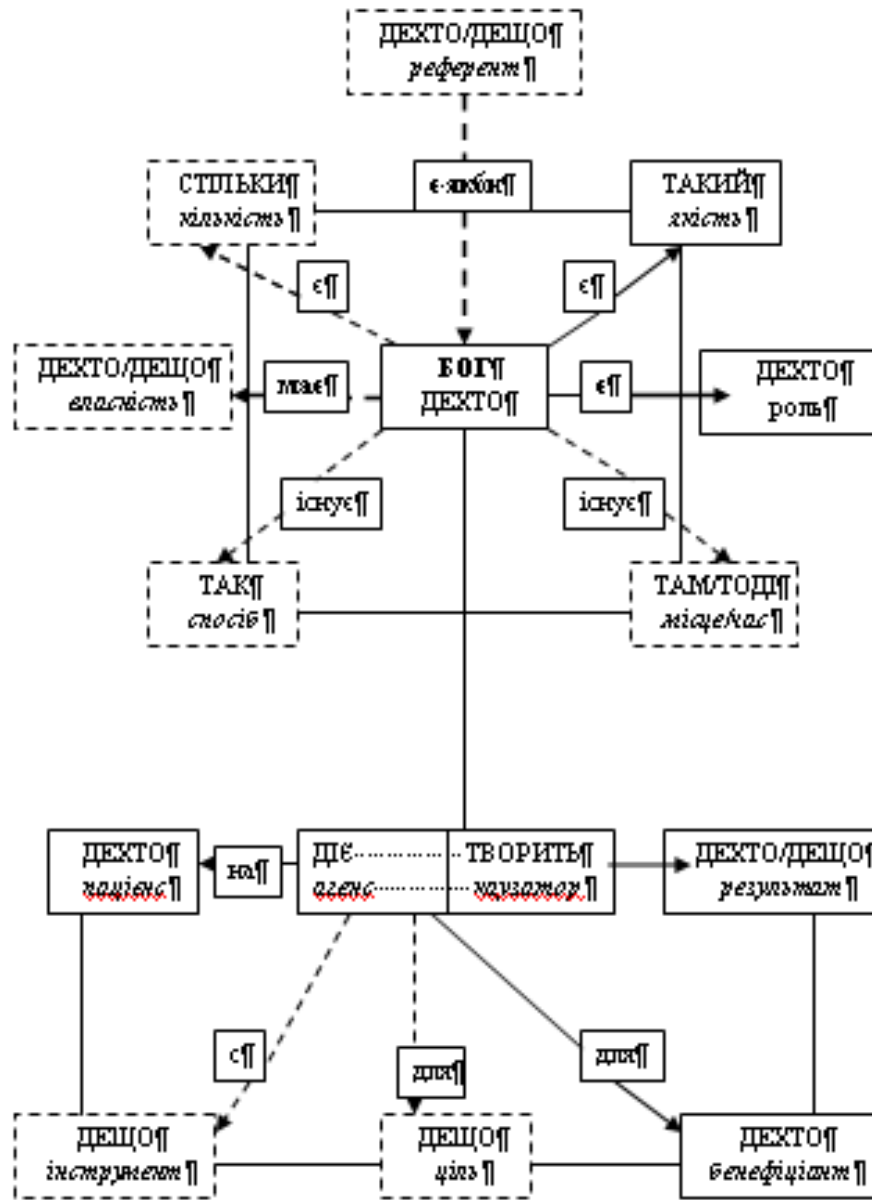 ДЕХТО/ДЕЩО¶
референт¶
СТІЛЬКИ¶
кількість¶
є·якби¶
ТАКИЙ¶
якість¶
є¶
є¶
ДЕХТО/ДЕЩО¶
власність¶
має¶
БОГ¶
ДЕХТО¶
є¶
ДЕХТО¶
роль¶
існує¶
існує¶
ТАК¶
спосіб¶
ТАМ/ТОДІ¶
місце/час¶
ДЕХТО¶
пацієнс¶
на¶
ДІЄ··············ТВОРИТЬ¶
агенс··············каузатор¶
ДЕХТО/ДЕЩО¶
результат¶
с¶
для¶
для¶
ДЕЩО¶
інструмент¶
ДЕЩО¶
ціль¶
ДЕХТО¶
бенефіціант¶